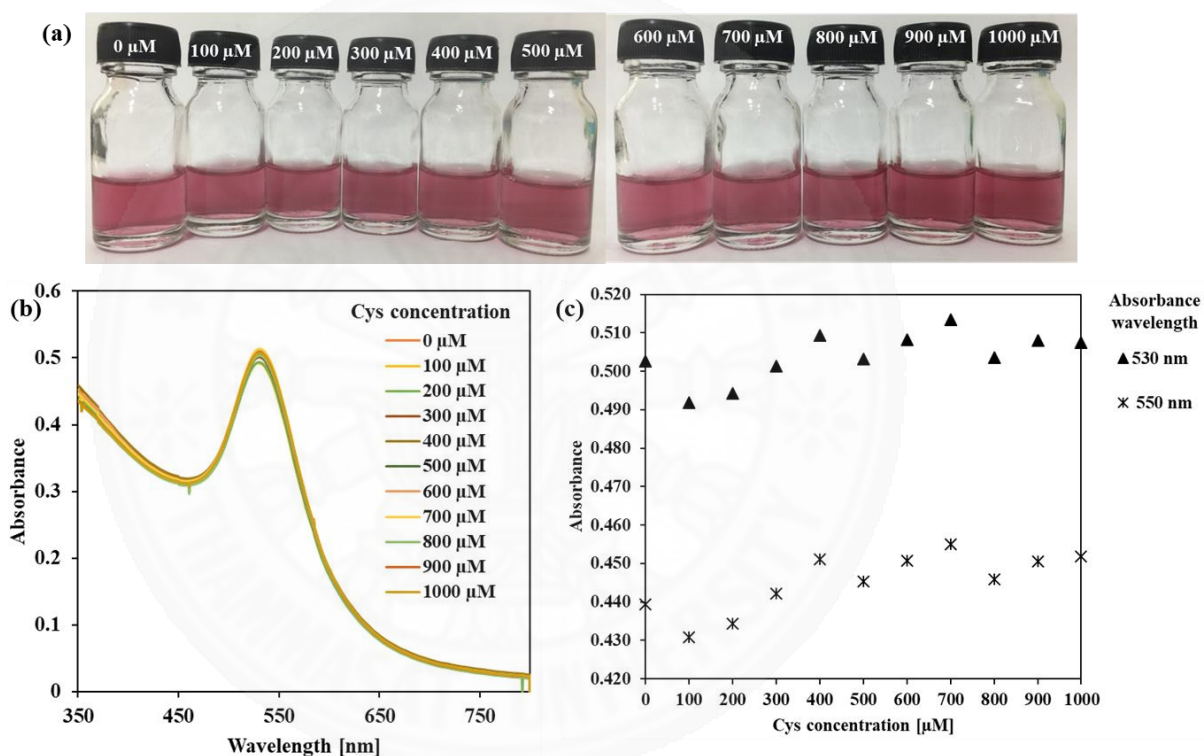 (a)
0 µM 100 µM 200 µM 300 µM 400 µM 500 µM 600 µM 700 µM 800 µM 900 µM 1000 µM
(b)
0.6
0.5
0.4
0.3
0.2
0.1
0
Absorbance
350 450 550 650 750
Wavelength [nm]
Cys concentration
0 µM
100 µM
200 µM
300 µM
400 µM
500 µM
600 µM
700 µM
800 µM
900 µM
1000 µM
(c)
0.520
0.510
0.500
0.490
0.480
0.470
0.460
0.450
0.440
0.430
0.420
Absorbance
0 100 200 300 400 500 600 700 800 900 1000
Cys concentration [µM]
Absorbance
wavelength
530 nm
550 nm